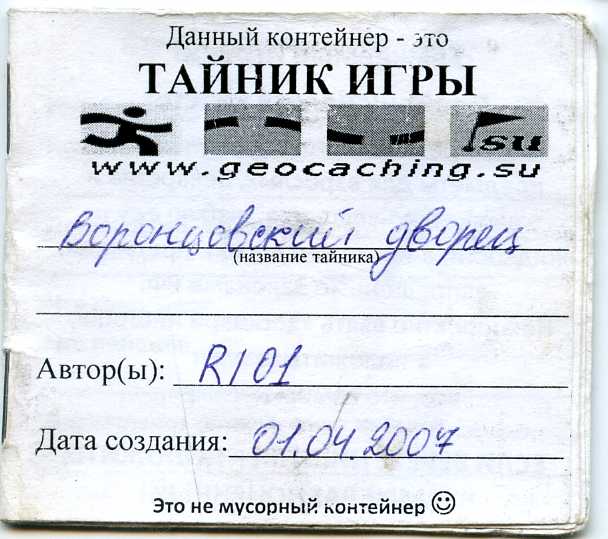 Данный контейнер - это
ТАЙНИК ИГРЫ
su
www.geocaching.su
Воронцовский дворец
(название тайника)
Автор(ы): R101
Дата создания: 01.04.2007
Это не мусорный контейнер ☺